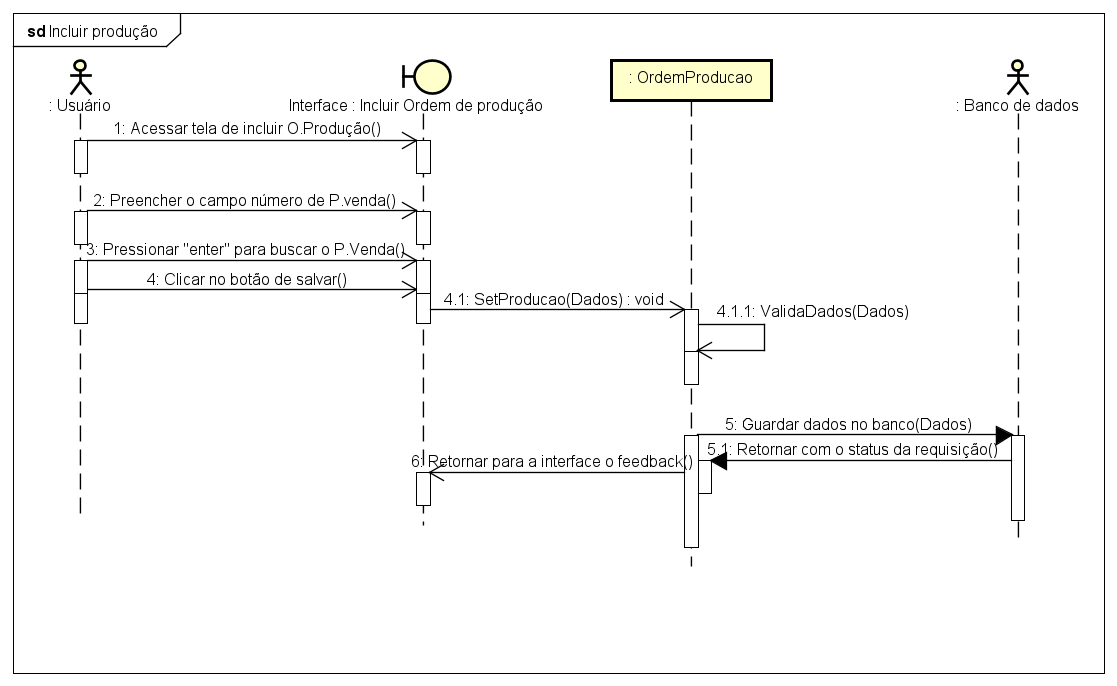 sd Incluir produção
: Usuário
Interface : Incluir Ordem de produção
: OrdemProducao
: Banco de dados
1: Acessar tela de incluir O.Produção()
2: Preencher o campo número de P.venda()
3: Pressionar "enter" para buscar o P.Venda()
4: Clicar no botão de salvar()
4.1: SetProducao(Dados) : void
4.1.1: ValidaDados(Dados)
5: Guardar dados no banco(Dados)
5.1: Retornar com o status da requisição()
6: Retornar para a interface o feedback()